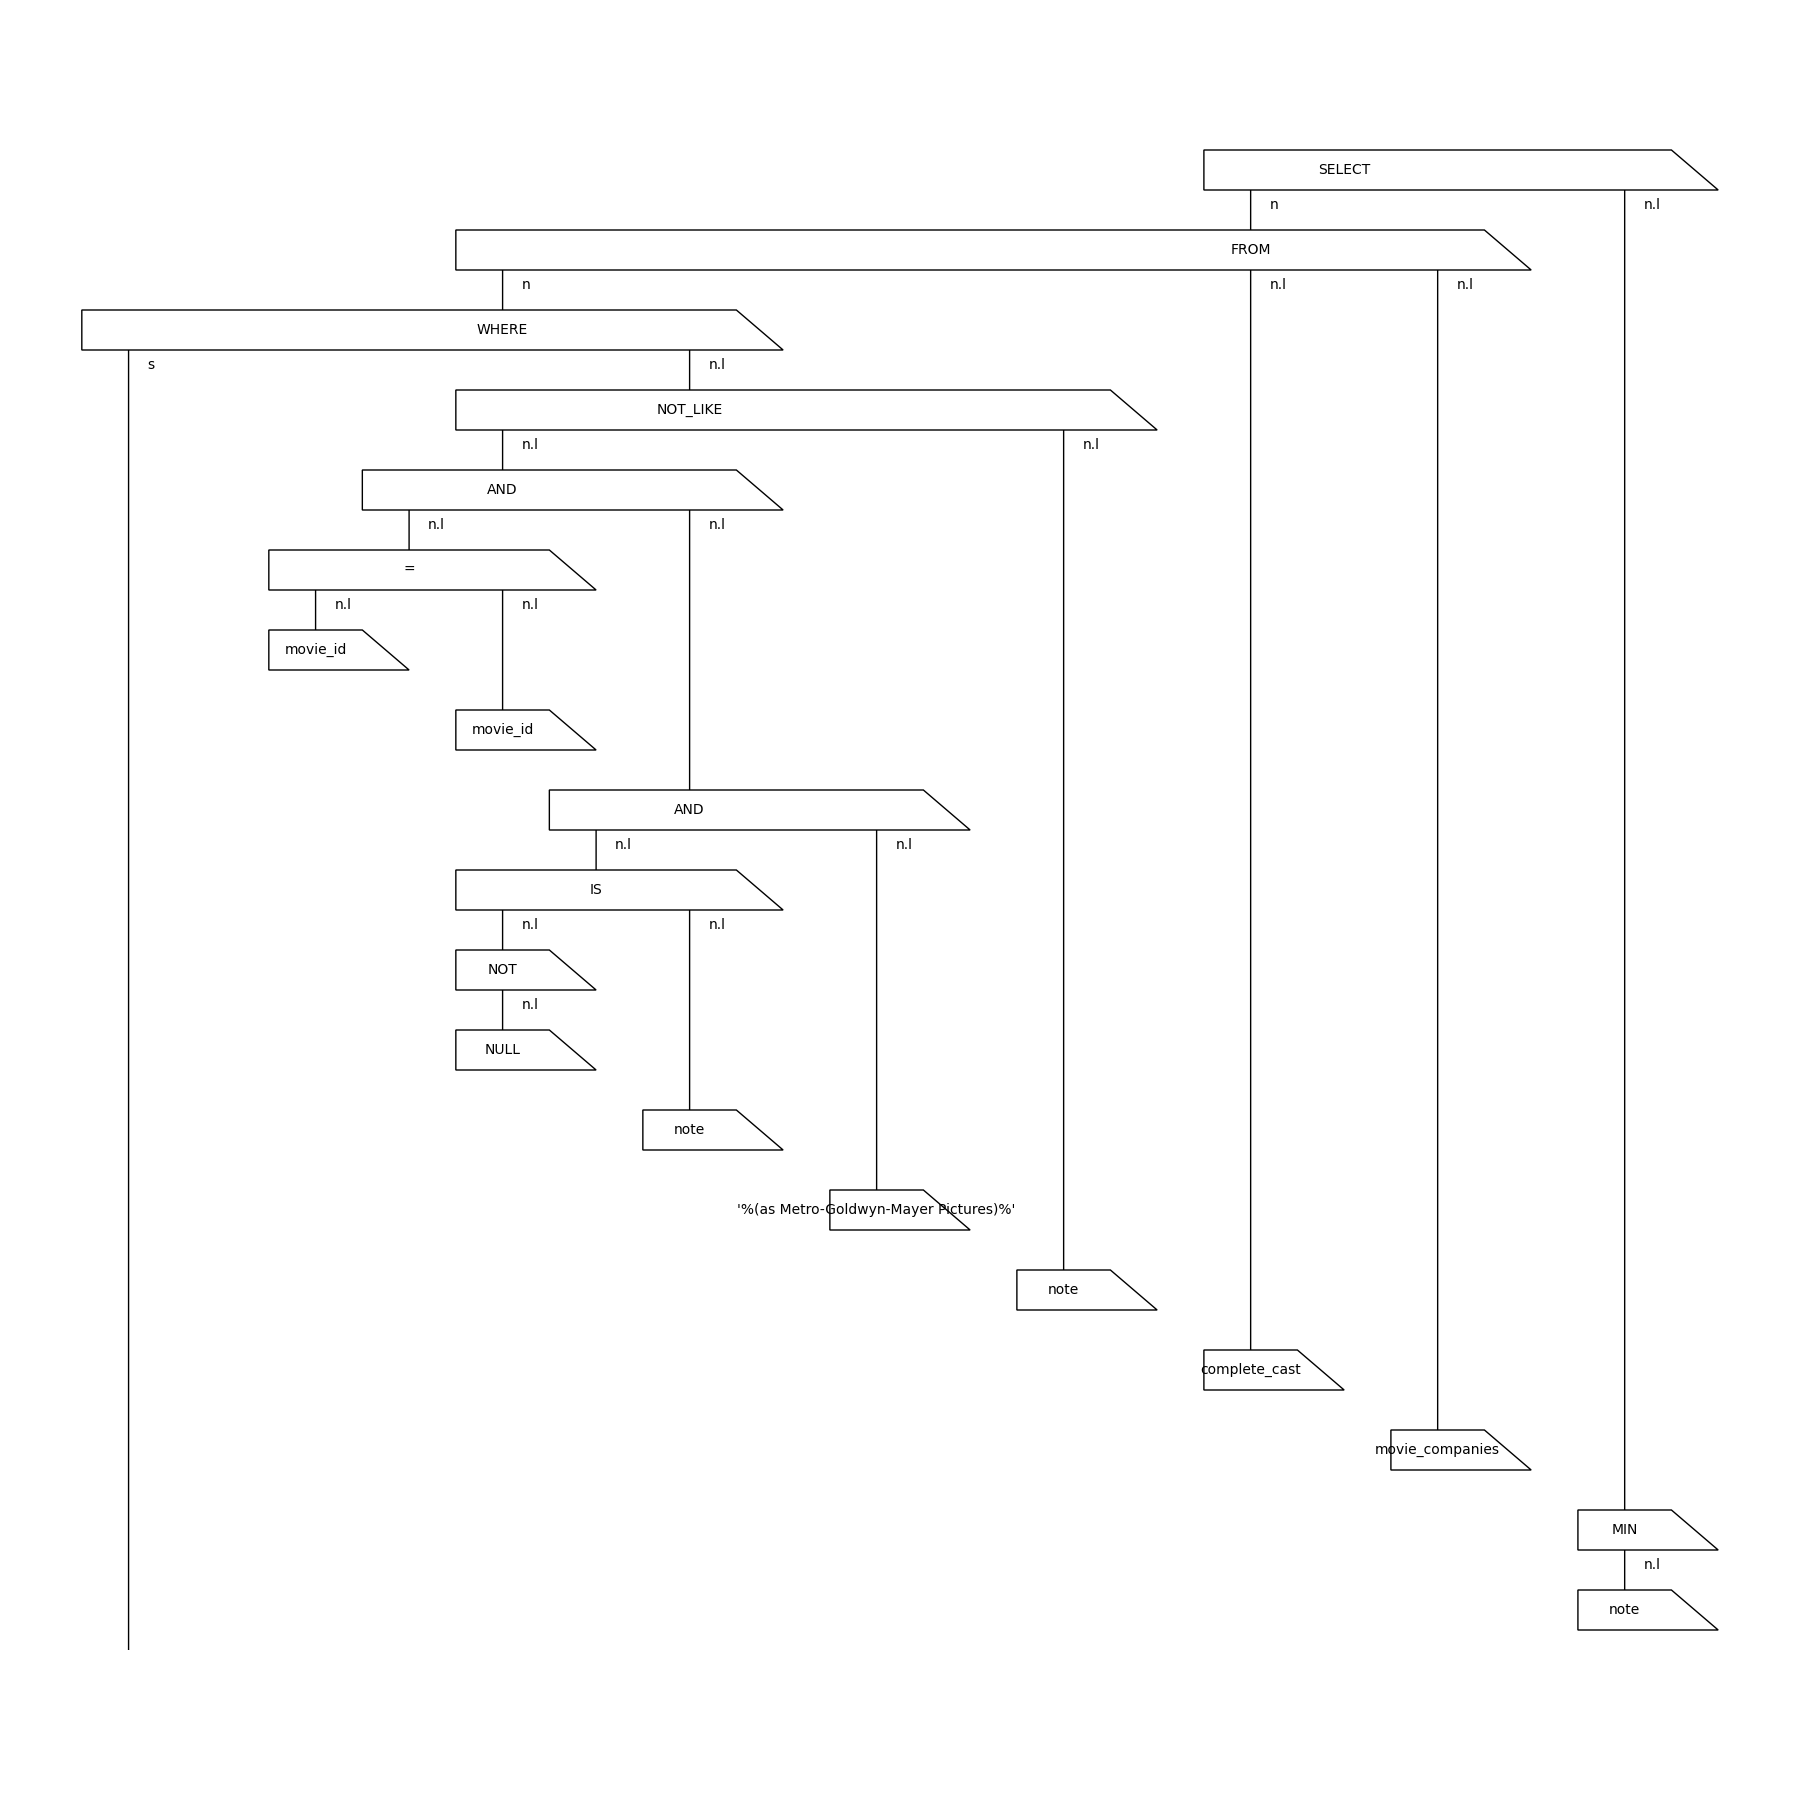 SELECT
n n.l
FROM
n n.l n.l
WHERE
s n.l
NOT_LIKE
n.l n.l
AND
n.l n.l
=
n.l n.l
movie_id
movie_id
AND
n.l n.l
IS
n.l n.l
NOT
n.l
NULL
note
'%(as Metro-Goldwyn-Mayer Pictures)%'
note
complete_cast
movie_companies
MIN
n.l
note